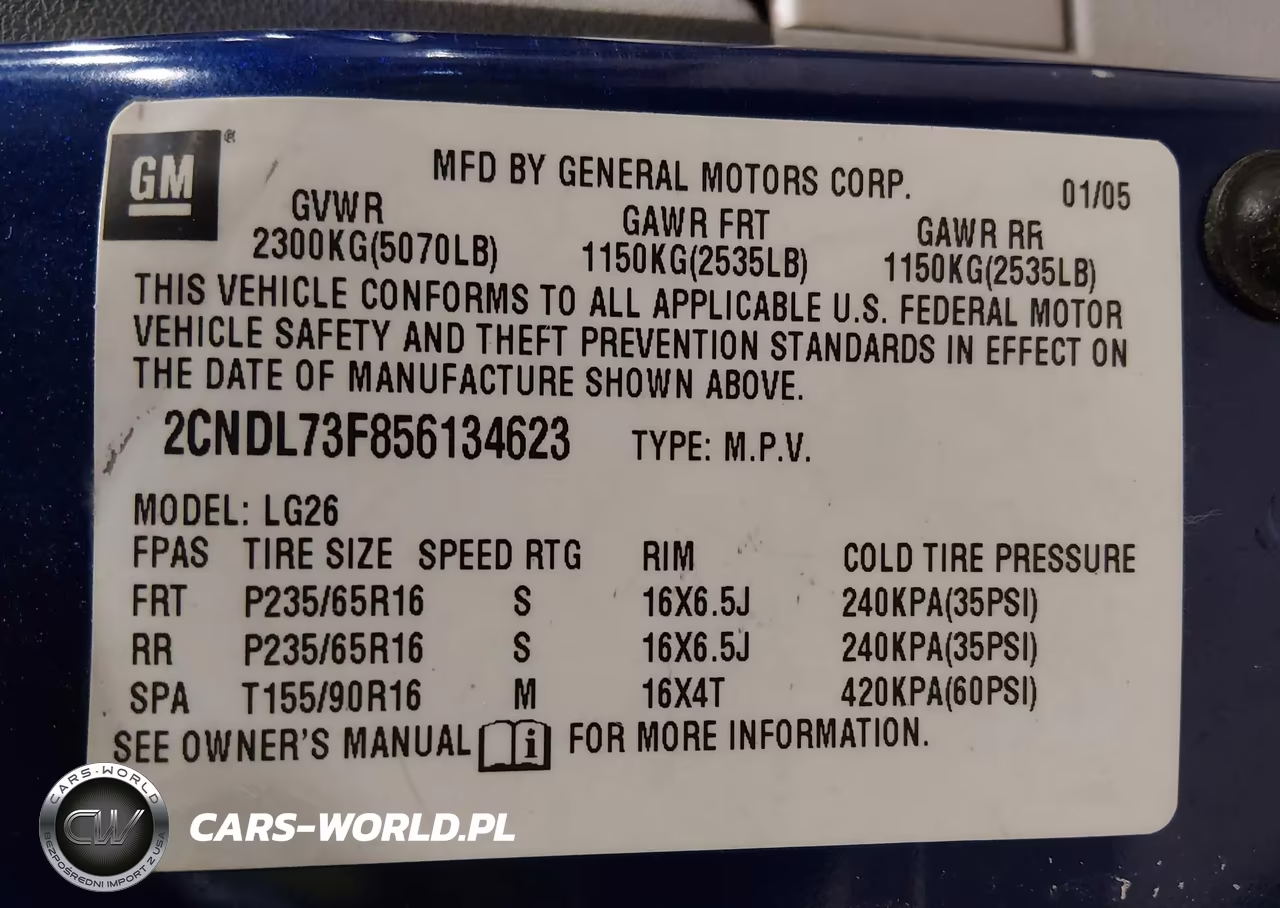 GM ®
MFD BY GENERAL MOTORS CORP. 01/05
GVWR GAWR FRT GAWR RR
2300KG(5070LB) 1150KG(2535LB) 1150KG(2535LB)
THIS VEHICLE CONFORMS TO ALL APPLICABLE U.S. FEDERAL MOTOR
VEHICLE SAFETY AND THEFT PREVENTION STANDARDS IN EFFECT ON
THE DATE OF MANUFACTURE SHOWN ABOVE.
2CNDL73F856134623 TYPE: M.P.V.
MODEL: LG26
FPAS TIRE SIZE SPEED RTG RIM COLD TIRE PRESSURE
FRT P235/65R16 S 16X6.5J 240KPA(35PSI)
RR P235/65R16 S 16X6.5J 240KPA(35PSI)
SPA T155/90R16 M 16X4T 420KPA(60PSI)
SEE OWNER'S MANUAL i FOR MORE INFORMATION.
CARS-WORLD
CW
BEZPOŚREDNI IMPORT Z USA
CARS-WORLD.PL